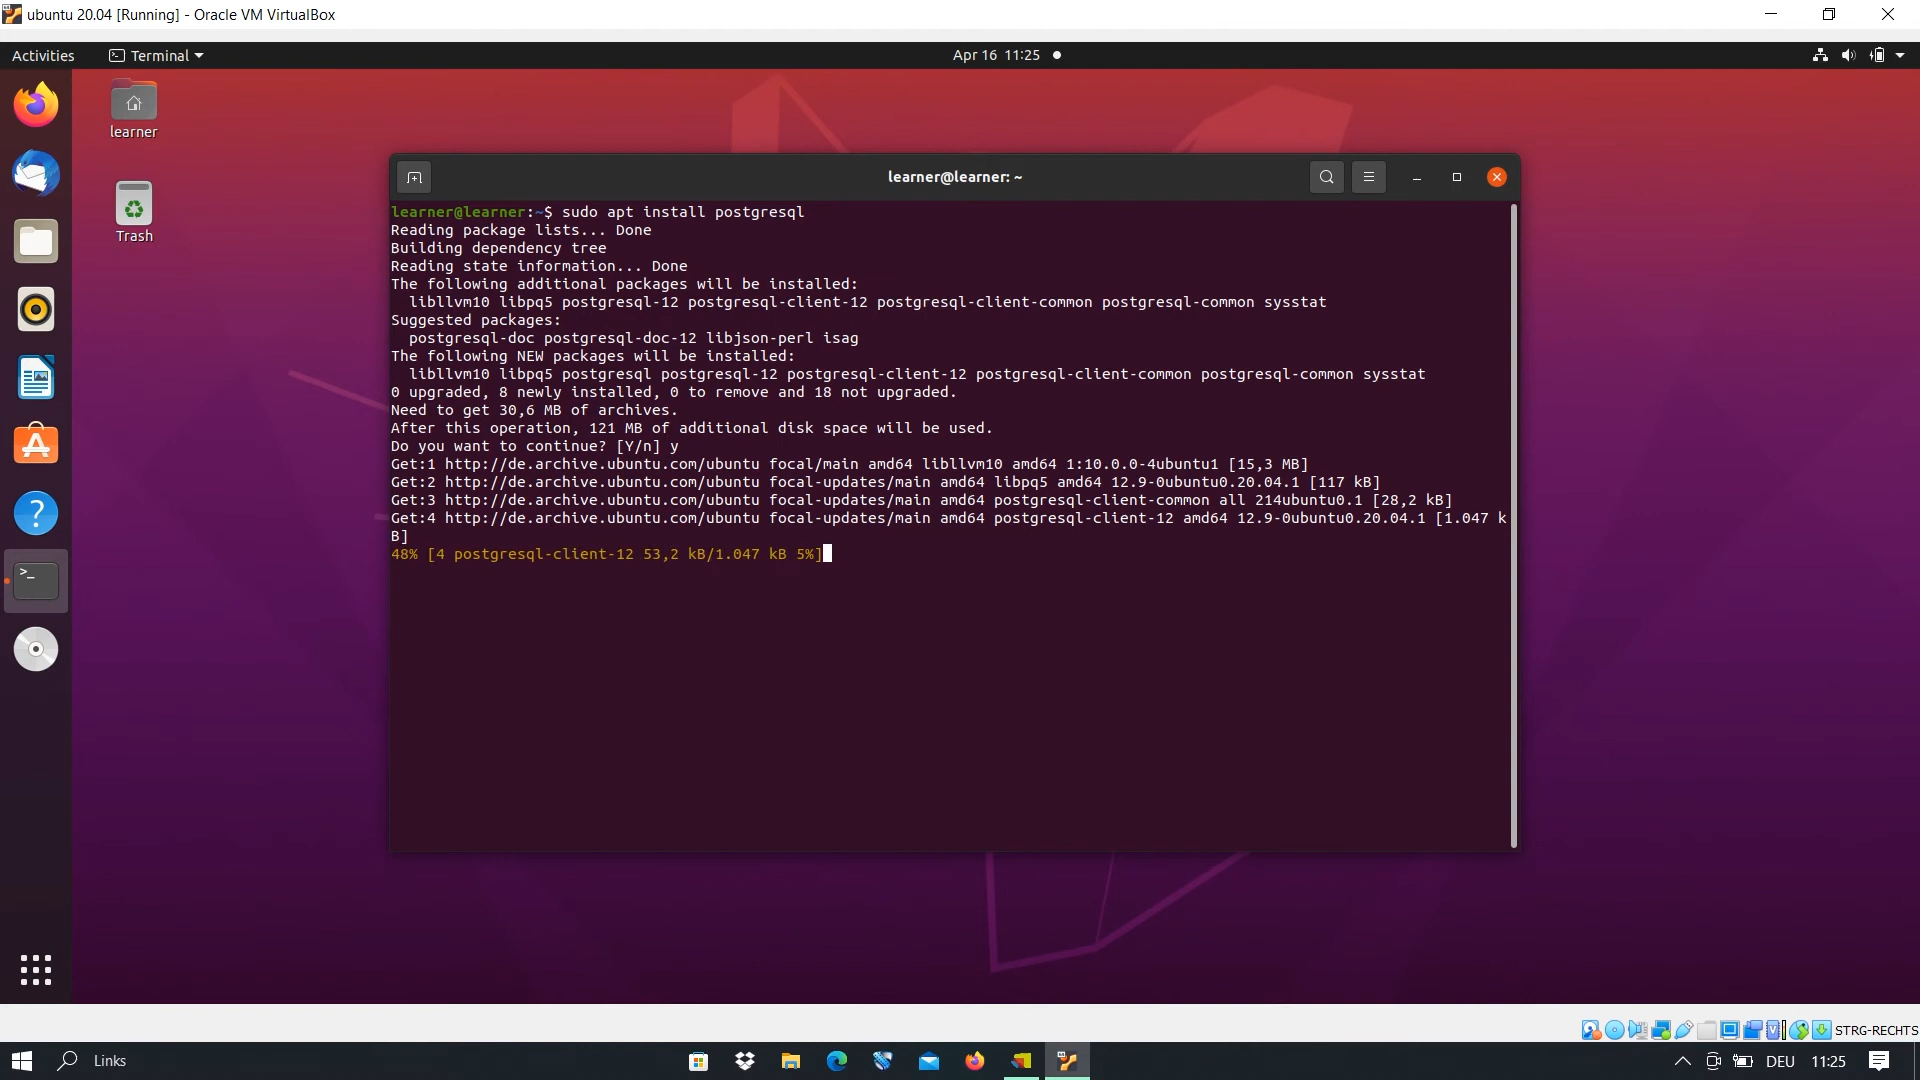 ubuntu 20.04 [Running] - Oracle VM VirtualBox
Activities
Terminal
Apr 16 11:25
learner
Trash
learner@learner: ~
learner@learner:~$ sudo apt install postgresql
Reading package lists... Done
Building dependency tree
Reading state information... Done
The following additional packages will be installed:
libllvm10 libpq5 postgresql-12 postgresql-client-12 postgresql-client-common postgresql-common sysstat
Suggested packages:
postgresql-doc postgresql-doc-12 libjson-perl isag
The following NEW packages will be installed:
libllvm10 libpq5 postgresql postgresql-12 postgresql-client-12 postgresql-client-common postgresql-common sysstat
0 upgraded, 8 newly installed, 0 to remove and 18 not upgraded.
Need to get 30,6 MB of archives.
After this operation, 121 MB of additional disk space will be used.
Do you want to continue? [Y/n] y
Get:1 http://de.archive.ubuntu.com/ubuntu focal/main amd64 libllvm10 amd64 1:10.0.0-4ubuntu1 [15,3 MB]
Get:2 http://de.archive.ubuntu.com/ubuntu focal-updates/main amd64 libpq5 amd64 12.9-0ubuntu0.20.04.1 [117 kB]
Get:3 http://de.archive.ubuntu.com/ubuntu focal-updates/main amd64 postgresql-client-common all 214ubuntu0.1 [28,2 kB]
Get:4 http://de.archive.ubuntu.com/ubuntu focal-updates/main amd64 postgresql-client-12 amd64 12.9-0ubuntu0.20.04.1 [1.047 k
B]
48% [4 postgresql-client-12 53,2 kB/1.047 kB 5%]
STRG-RECHTS
Links
DEU
11:25